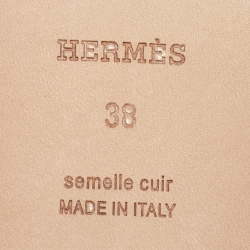 HERMÈS
38
semelle cuir
MADE IN ITALY